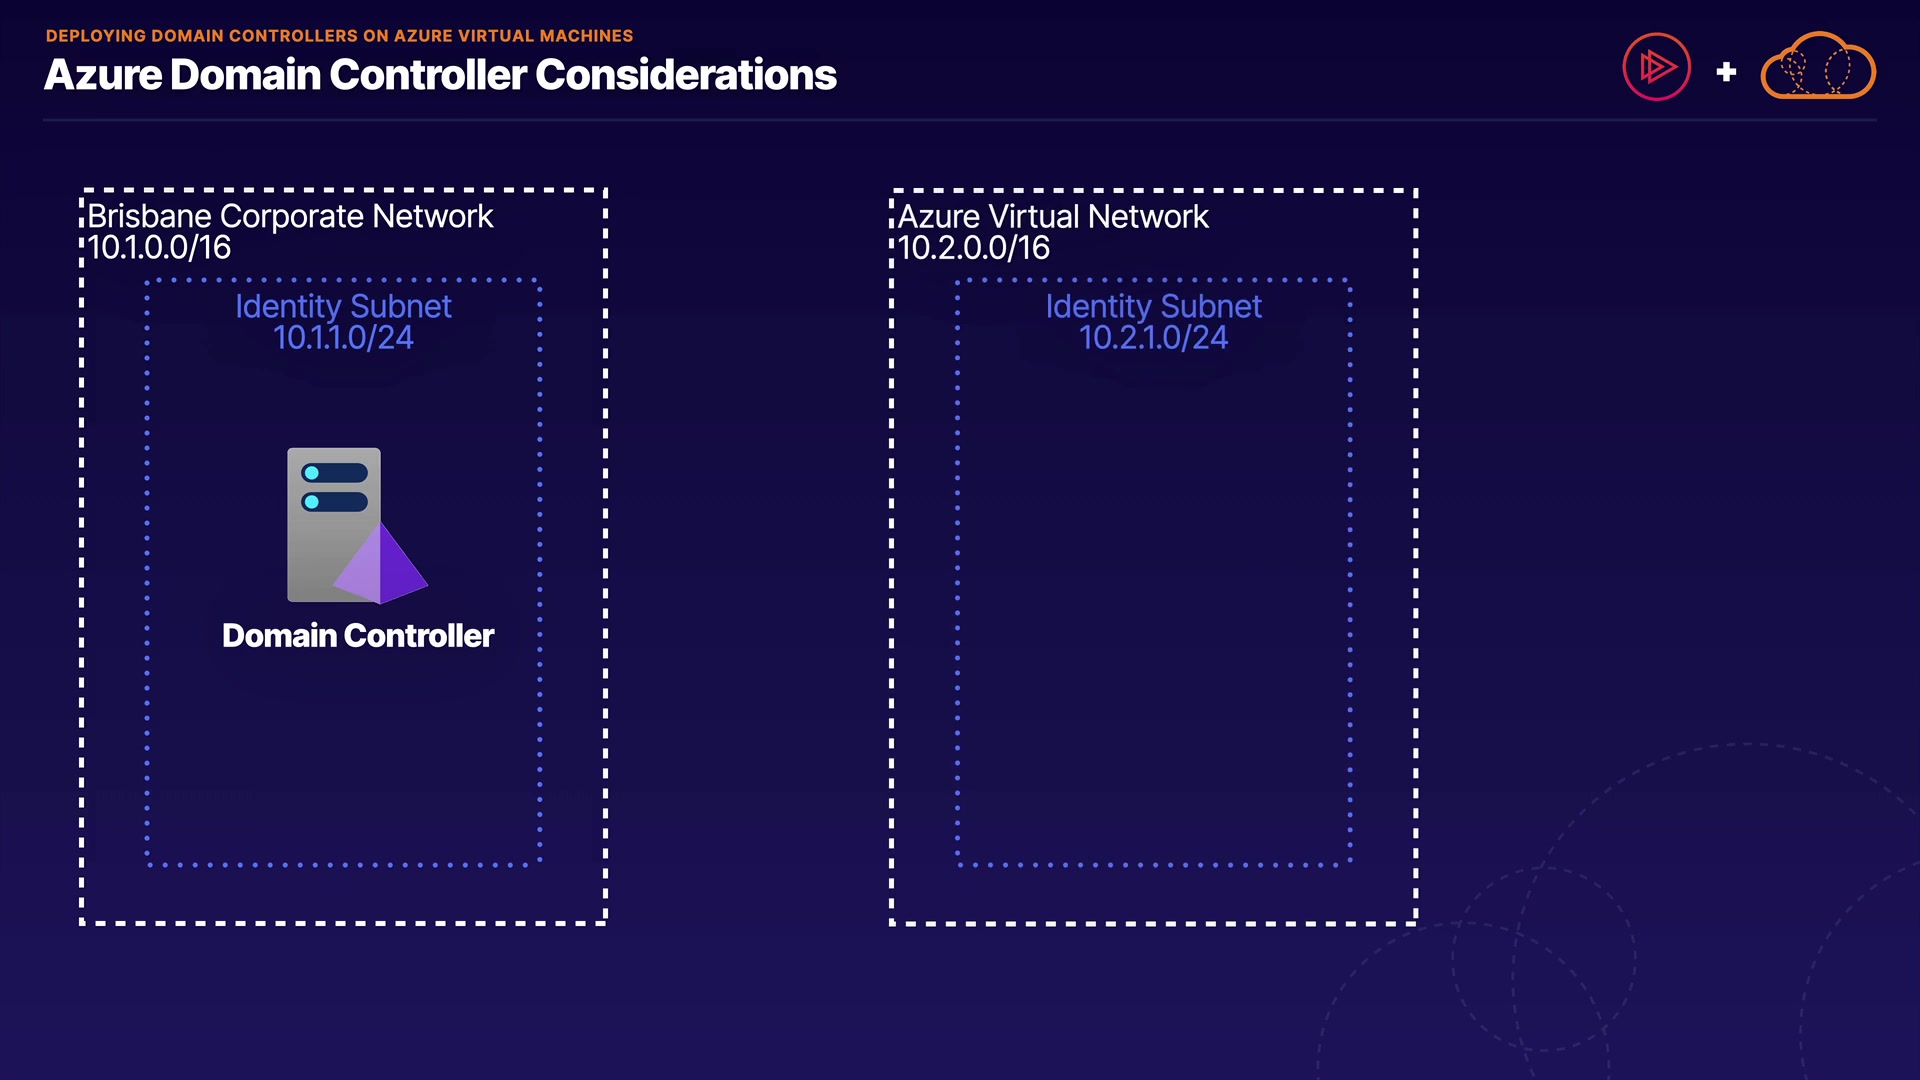 DEPLOYING DOMAIN CONTROLLERS ON AZURE VIRTUAL MACHINES
Azure Domain Controller Considerations
Brisbane Corporate Network
10.1.0.0/16
Identity Subnet
10.1.1.0/24
Domain Controller
Azure Virtual Network
10.2.0.0/16
Identity Subnet
10.2.1.0/24